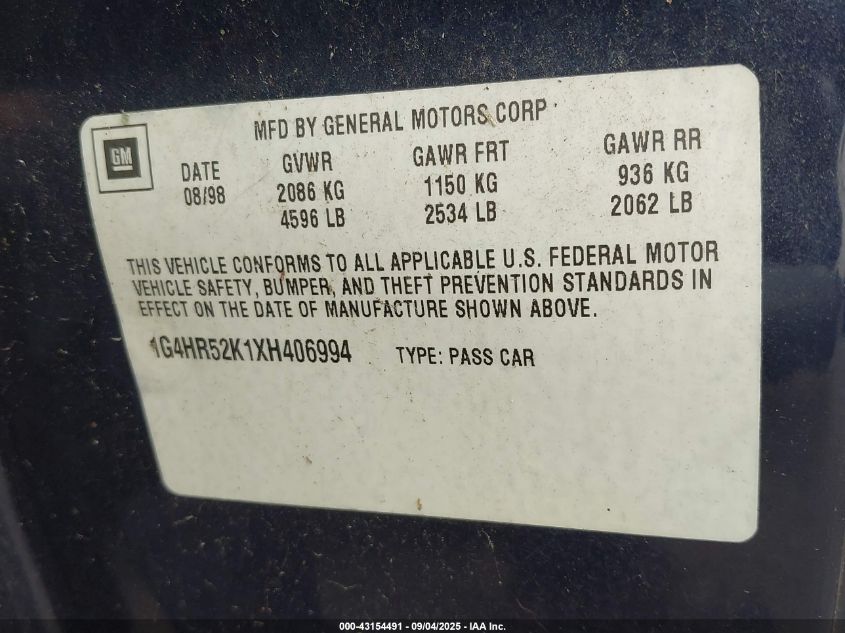 MFD BY GENERAL MOTORS CORP
GM
DATE GVWR GAWR FRT GAWR RR
08/98 2086 KG 1150 KG 936 KG
4596 LB 2534 LB 2062 LB
THIS VEHICLE CONFORMS TO ALL APPLICABLE U.S. FEDERAL MOTOR
VEHICLE SAFETY, BUMPER, AND THEFT PREVENTION STANDARDS IN
EFFECT ON THE DATE OF MANUFACTURE SHOWN ABOVE.
1G4HR52K1XH406994 TYPE: PASS CAR
000-43154491 - 09/04/2025 - IAA Inc.